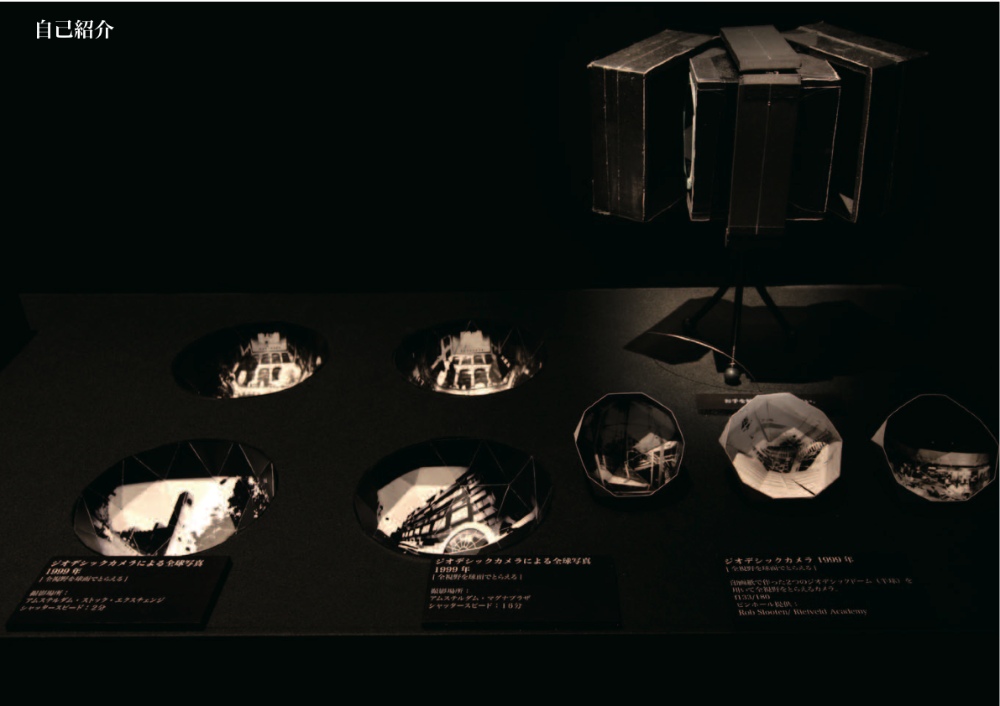 自己紹介
お手を
ジオデシックカメラによる全球写真
1999 年
[ 全視野を球面でとらえる ]
撮影場所：
アムステルダム・ストック・エクスチェンジ
シャッタースピード：2分
ジオデシックカメラによる全球写真
1999 年
[ 全視野を球面でとらえる ]
撮影場所：
アムステルダム・マグナプラザ
シャッタースピード：10分
ジオデシックカメラ 1999 年
[ 全視野を球面でとらえる ]
印画紙で作った2つのジオデシックドーム（半球）を
用いて全視野をとらえるカメラ。
f133/180
ピンホール提供：
Rob Slooten/ Rietveld Academy